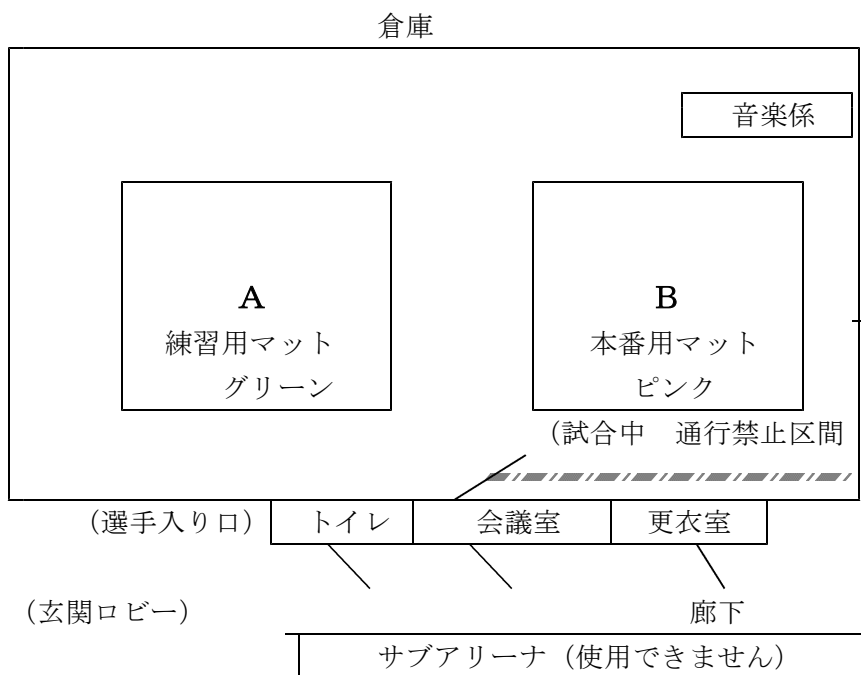 倉庫
音楽係
A
練習用マット
グリーン
B
本番用マット
ピンク
(試合中　通行禁止区間
(選手入り口)
トイレ
会議室
更衣室
(玄関ロビー)
廊下
サブアリーナ(使用できません)